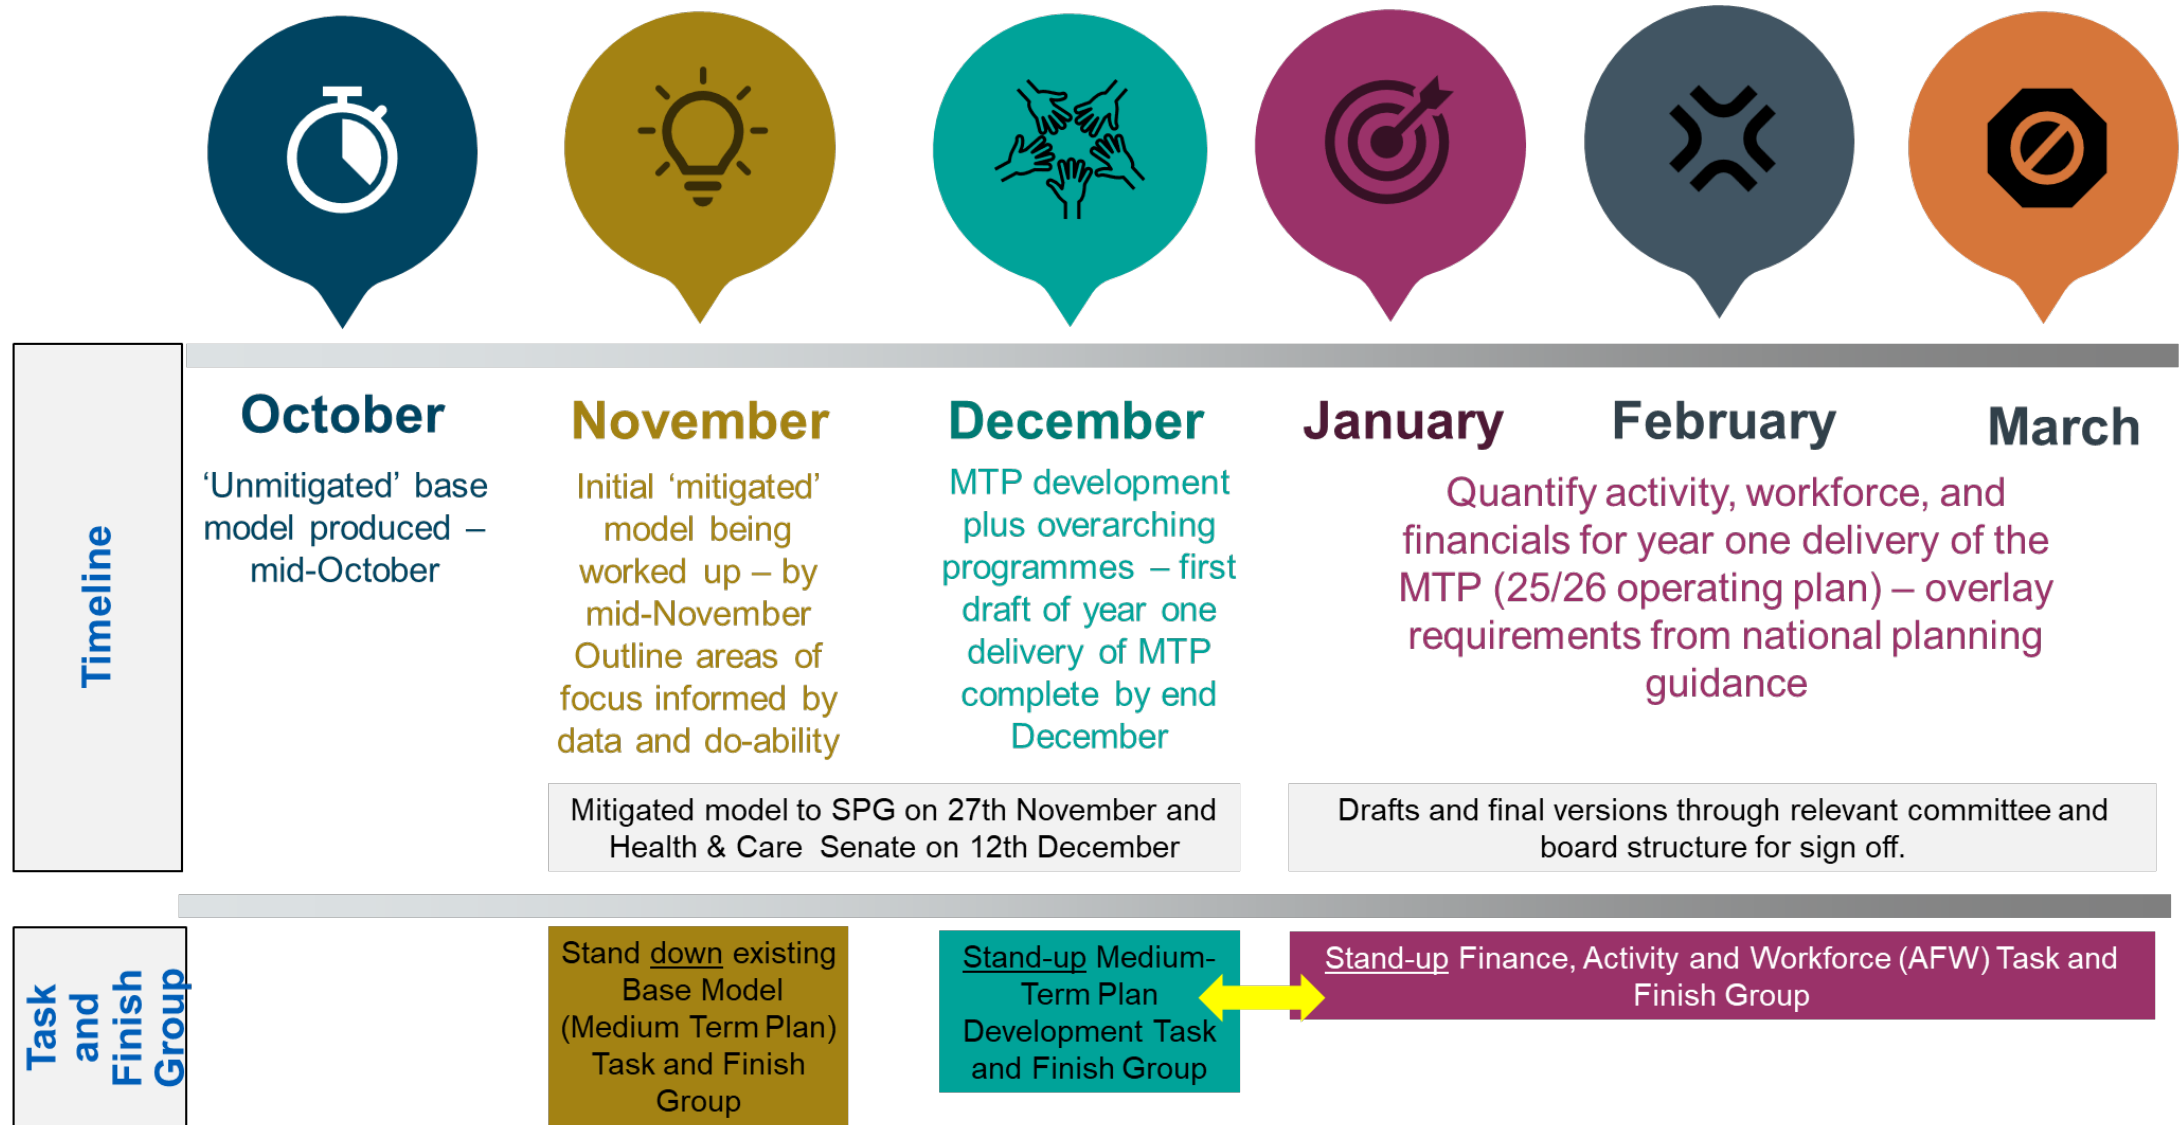 Timeline
October
'Unmitigated' base
model produced –
mid-October
November
Initial 'mitigated'
model being
worked up – by
mid-November
Outline areas of
focus informed by
data and do-ability
December
MTP development
plus overarching
programmes – first
draft of year one
delivery of MTP
complete by end
December
January
February
March
Quantify activity, workforce, and
financials for year one delivery of the
MTP (25/26 operating plan) – overlay
requirements from national planning
guidance
Mitigated model to SPG on 27th November and
Health & Care Senate on 12th December
Drafts and final versions through relevant committee and
board structure for sign off.
Task
and
Finish
Group
Stand down existing
Base Model
(Medium Term Plan)
Task and Finish
Group
Stand-up Medium-
Term Plan
Development Task
and Finish Group
Stand-up Finance, Activity and Workforce (AFW) Task and
Finish Group